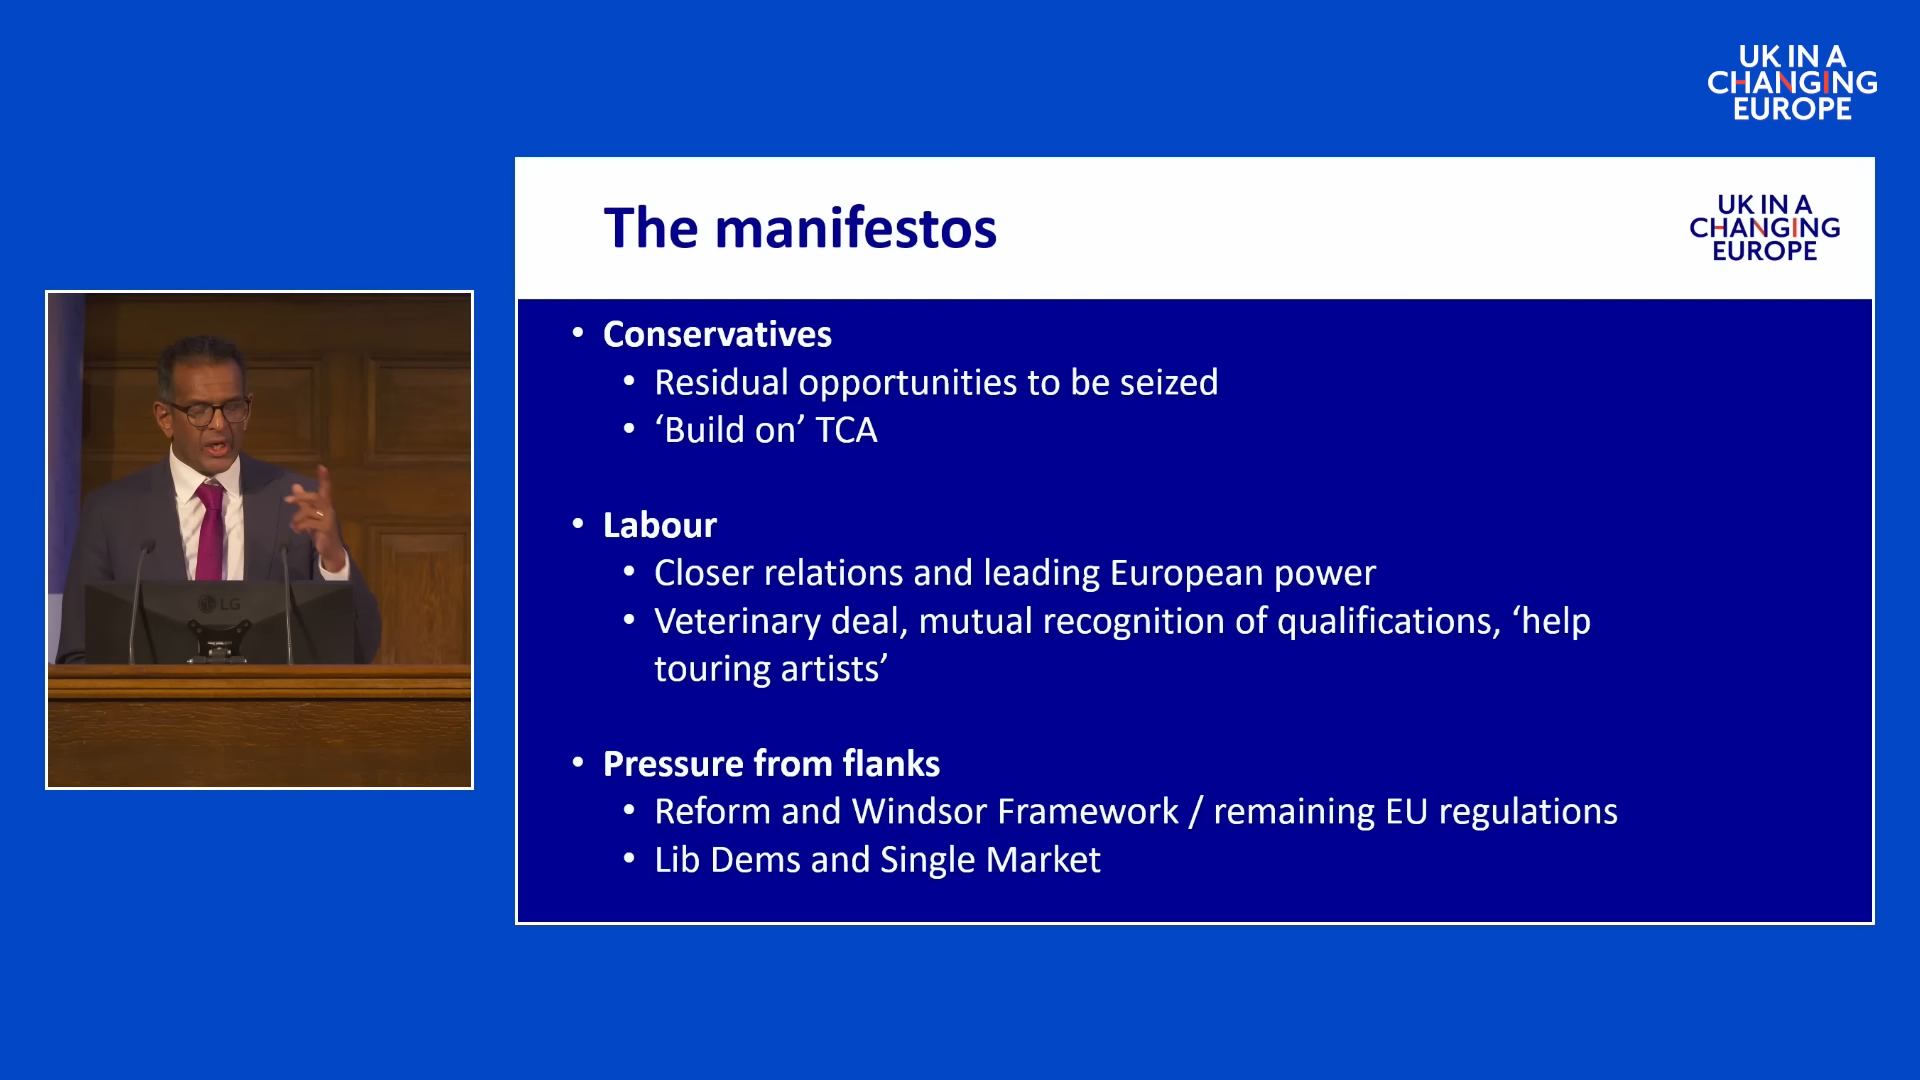 UK IN A
CHANGING
EUROPE
The manifestos
UK IN A
CHANGING
EUROPE
• Conservatives
• Residual opportunities to be seized
• ‘Build on’ TCA
• Labour
• Closer relations and leading European power
• Veterinary deal, mutual recognition of qualifications, ‘help
touring artists’
• Pressure from flanks
• Reform and Windsor Framework / remaining EU regulations
• Lib Dems and Single Market
LG